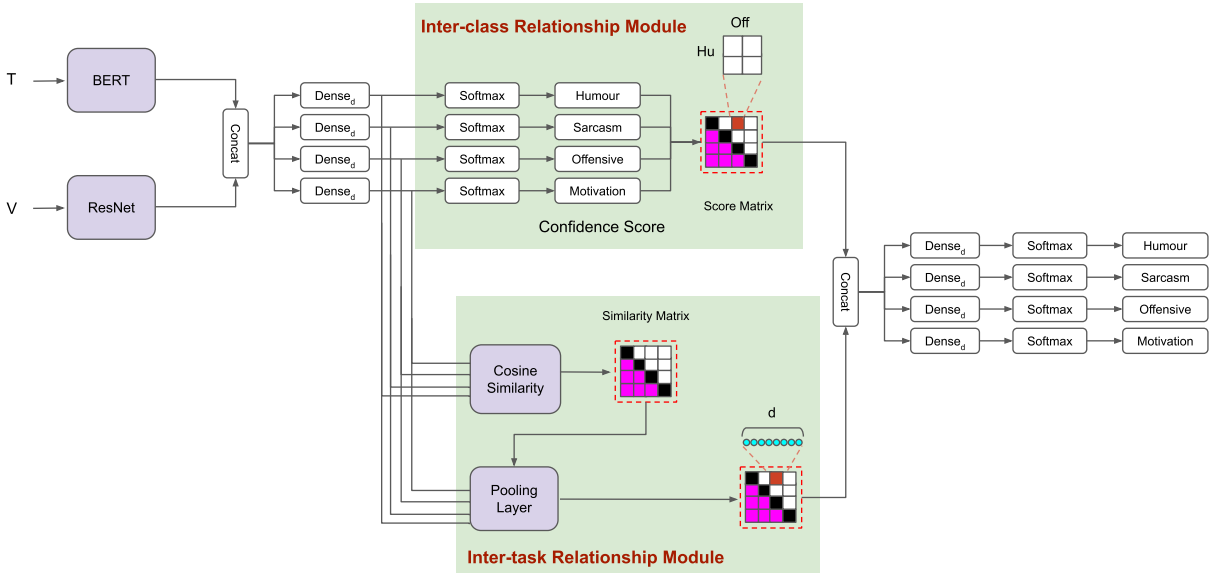 Inter-class Relationship Module
Off
Hu
T
BERT
V
ResNet
Concat
Dense_d
Softmax
Humour
Dense_d
Softmax
Sarcasm
Dense_d
Softmax
Offensive
Dense_d
Softmax
Motivation
Score Matrix
Confidence Score
Similarity Matrix
Cosine
Similarity
d
Pooling
Layer
Inter-task Relationship Module
Concat
Dense_d
Softmax
Humour
Dense_d
Softmax
Sarcasm
Dense_d
Softmax
Offensive
Dense_d
Softmax
Motivation